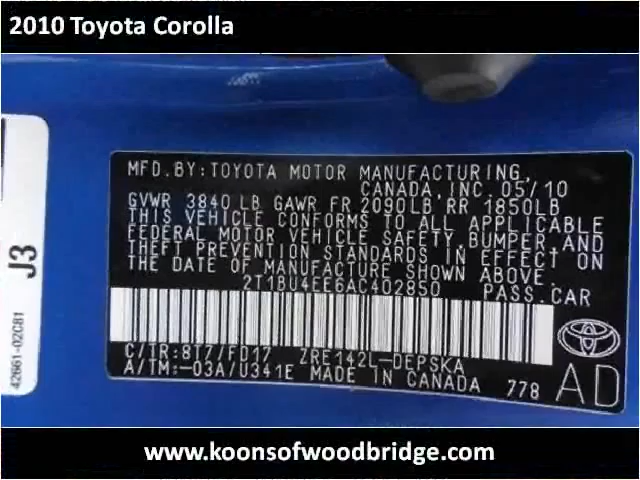 2010 Toyota Corolla
MFD.BY:TOYOTA MOTOR MANUFACTURING,
CANADA,INC. 05/10
GVWR 3840LB GAWR FR 2090LB RR 1850LB
THIS VEHICLE CONFORMS TO ALL APPLICABLE
FEDERAL MOTOR VEHICLE SAFETY,BUMPER,AND
THEFT PREVENTION STANDARDS IN EFFECT ON
THE DATE OF MANUFACTURE SHOWN ABOVE.
2T1BU4EE6AC402850 PASS.CAR
C/TR:8T7/FD17 ZRE142L-DEPSKA
A/TM:-03A/U341E MADE IN CANADA 778 AD
J3
42661-02C81
www.koonsofwoodbridge.com